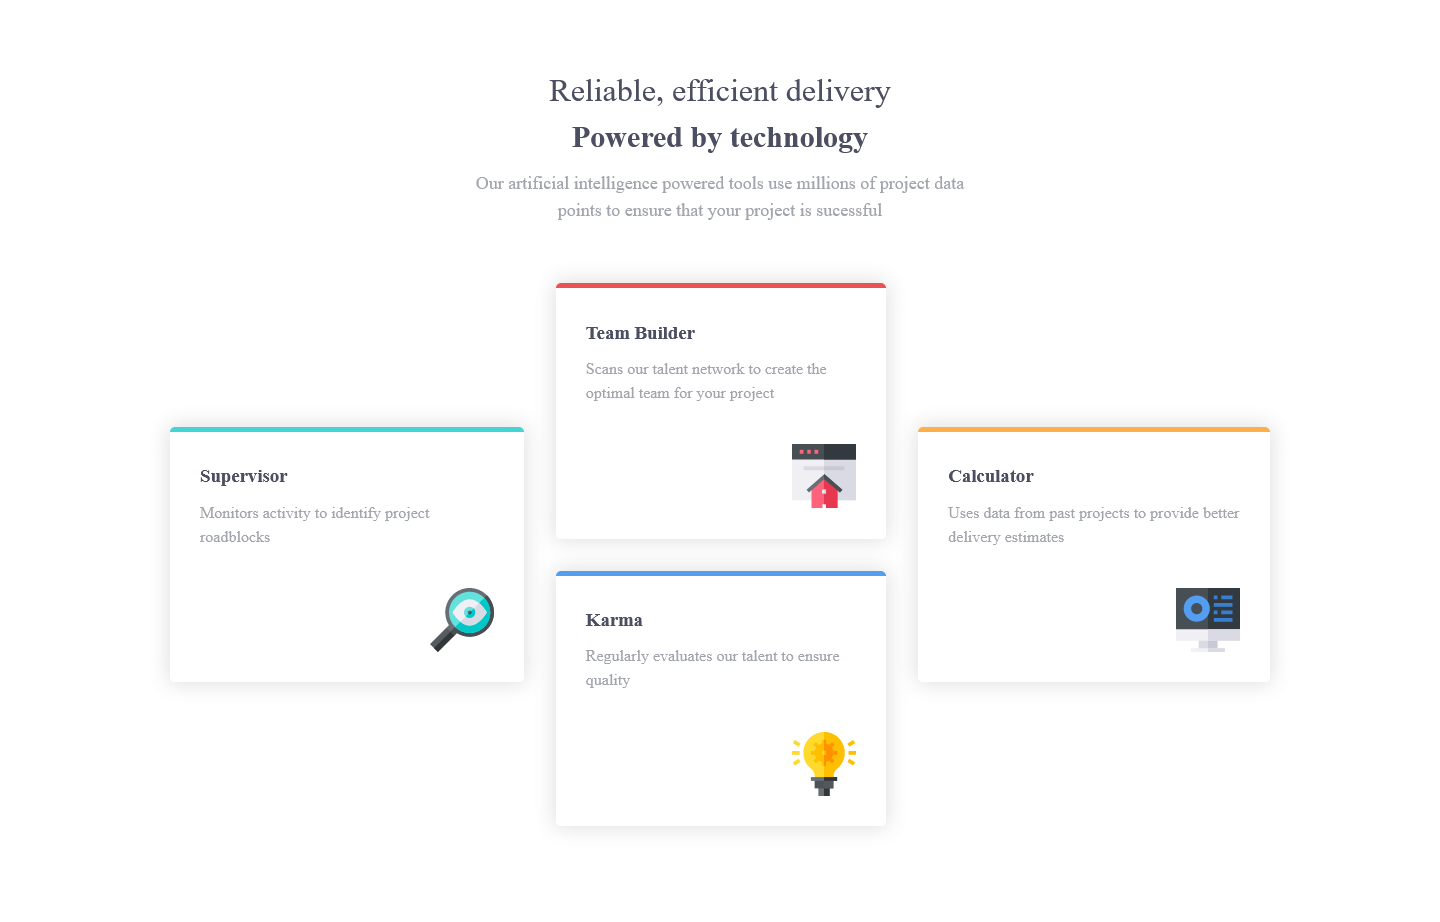 Reliable, efficient delivery
Powered by technology
Our artificial intelligence powered tools use millions of project data
points to ensure that your project is sucessful
Team Builder
Scans our talent network to create the
optimal team for your project
Supervisor
Monitors activity to identify project
roadblocks
Calculator
Uses data from past projects to provide better
delivery estimates
Karma
Regularly evaluates our talent to ensure
quality